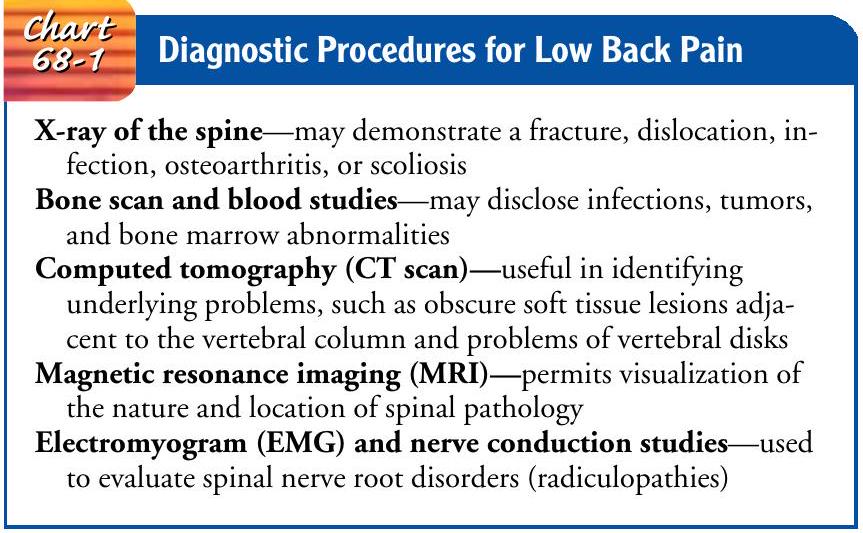 Chart
68-1
Diagnostic Procedures for Low Back Pain
X-ray of the spine—may demonstrate a fracture, dislocation, in-
fection, osteoarthritis, or scoliosis
Bone scan and blood studies—may disclose infections, tumors,
and bone marrow abnormalities
Computed tomography (CT scan)—useful in identifying
underlying problems, such as obscure soft tissue lesions adja-
cent to the vertebral column and problems of vertebral disks
Magnetic resonance imaging (MRI)—permits visualization of
the nature and location of spinal pathology
Electromyogram (EMG) and nerve conduction studies—used
to evaluate spinal nerve root disorders (radiculopathies)